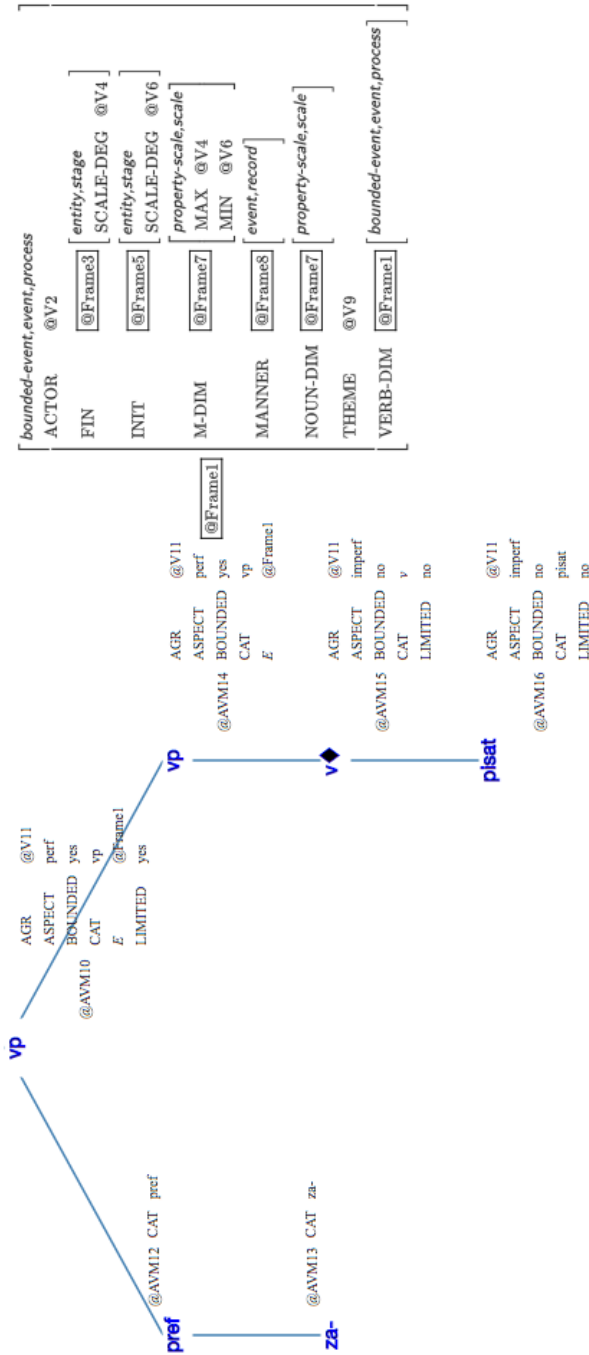 vp
@AVM10
AGR @V11
ASPECT perf
BOUNDED yes
CAT vp
E @Frame1
LIMITED yes
pref
@AVM12 CAT pref
za-
@AVM13 CAT za-
vp
@AVM14
AGR @V11
ASPECT perf
BOUNDED yes
CAT vp
E @Frame1
v
@AVM15
AGR @V11
ASPECT imperf
BOUNDED no
CAT v
LIMITED no
pisat
@AVM16
AGR @V11
ASPECT imperf
BOUNDED no
CAT pisat
LIMITED no
@Frame1
bounded-event,event,process
ACTOR @V2
FIN @Frame3 entity,stage
SCALE-DEG @V4
INIT @Frame5 entity,stage
SCALE-DEG @V6
M-DIM @Frame7 property-scale,scale
MAX @V4
MIN @V6
MANNER @Frame8 event,record
NOUN-DIM @Frame7 property-scale,scale
THEME @V9
VERB-DIM @Frame1 bounded-event,event,process